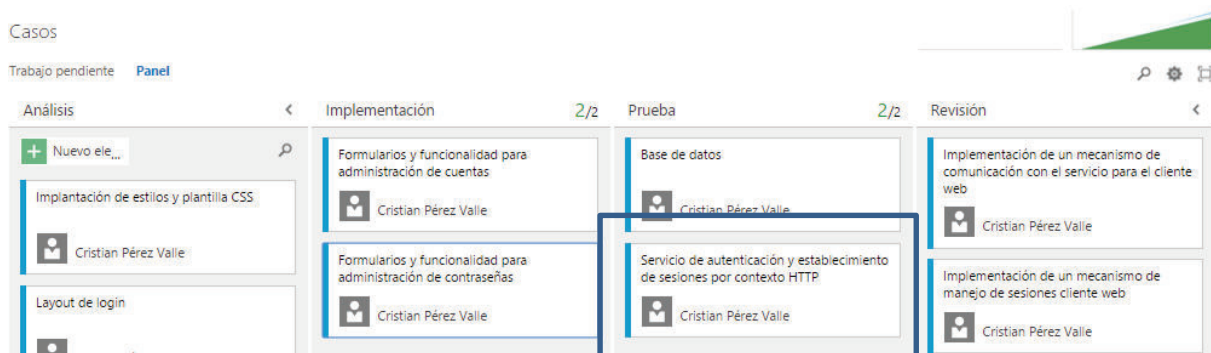 Casos
Trabajo pendiente Panel
Análisis
Nuevo ele...
Implantación de estilos y plantilla CSS
Cristian Pérez Valle
Layout de login
Implementación 2/2
Formularios y funcionalidad para
administración de cuentas
Cristian Pérez Valle
Formularios y funcionalidad para
administración de contraseñas
Cristian Pérez Valle
Prueba 2/2
Base de datos
Cristian Pérez Valle
Servicio de autenticación y establecimiento
de sesiones por contexto HTTP
Cristian Pérez Valle
Revisión
Implementación de un mecanismo de
comunicación con el servicio para el cliente
web
Cristian Pérez Valle
Implementación de un mecanismo de
manejo de sesiones cliente web
Cristian Pérez Valle